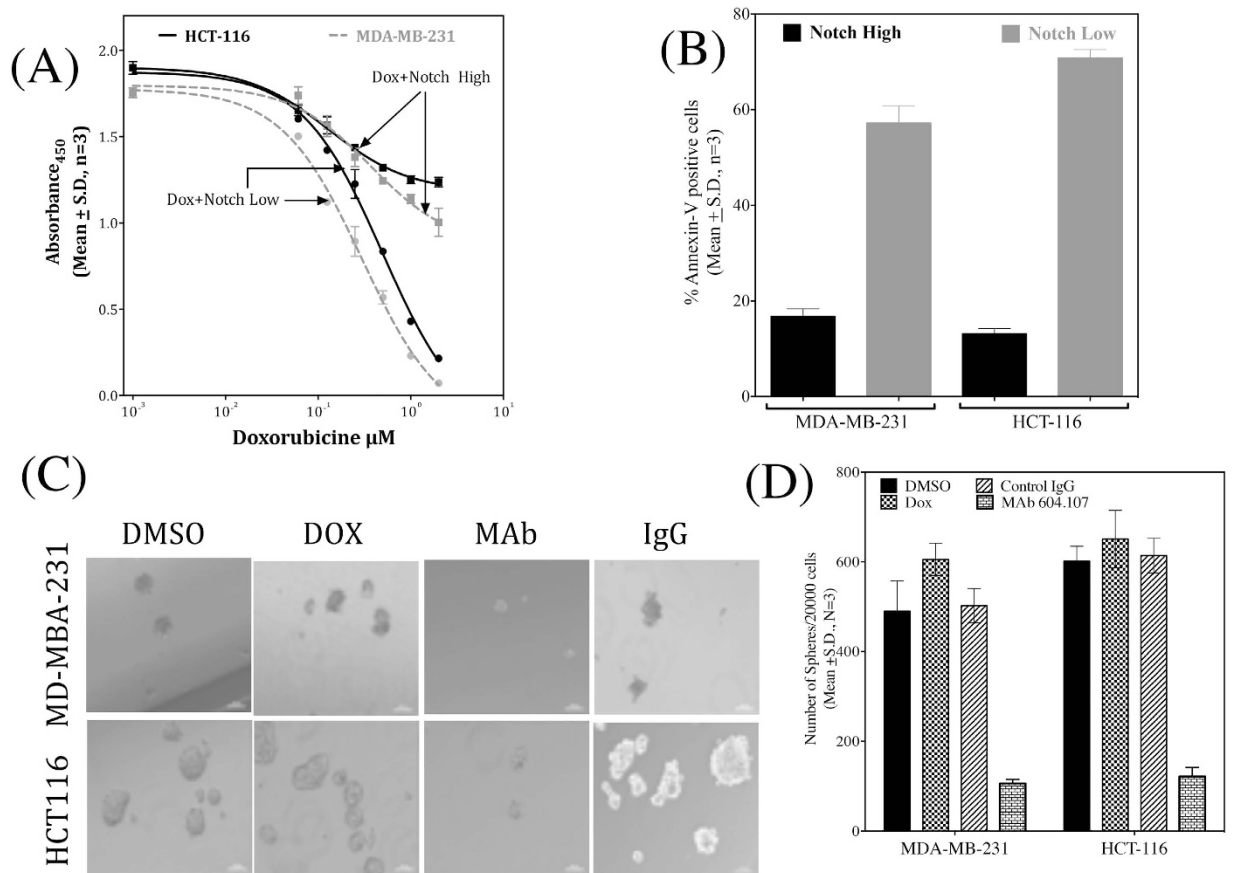 (A)
HCT-116 MDA-MB-231
Dox+Notch High
Dox+Notch Low
Absorbance450
(Mean ± S.D., n=3)
2.0
1.5
1.0
0.5
0.0
10-3 10-2 10-1 100 101
Doxorubicine μM
(B)
Notch High Notch Low
% Annexin-V positive cells
(Mean ± S.D., n=3)
80
60
40
20
0
MDA-MB-231 HCT-116
(C)
DMSO DOX MAb IgG
MD-MBA-231
HCT116
(D)
DMSO Control IgG
Dox MAb 604.107
Number of Spheres/20000 cells
(Mean ±S.D., N=3)
800
600
400
200
0
MDA-MB-231 HCT-116